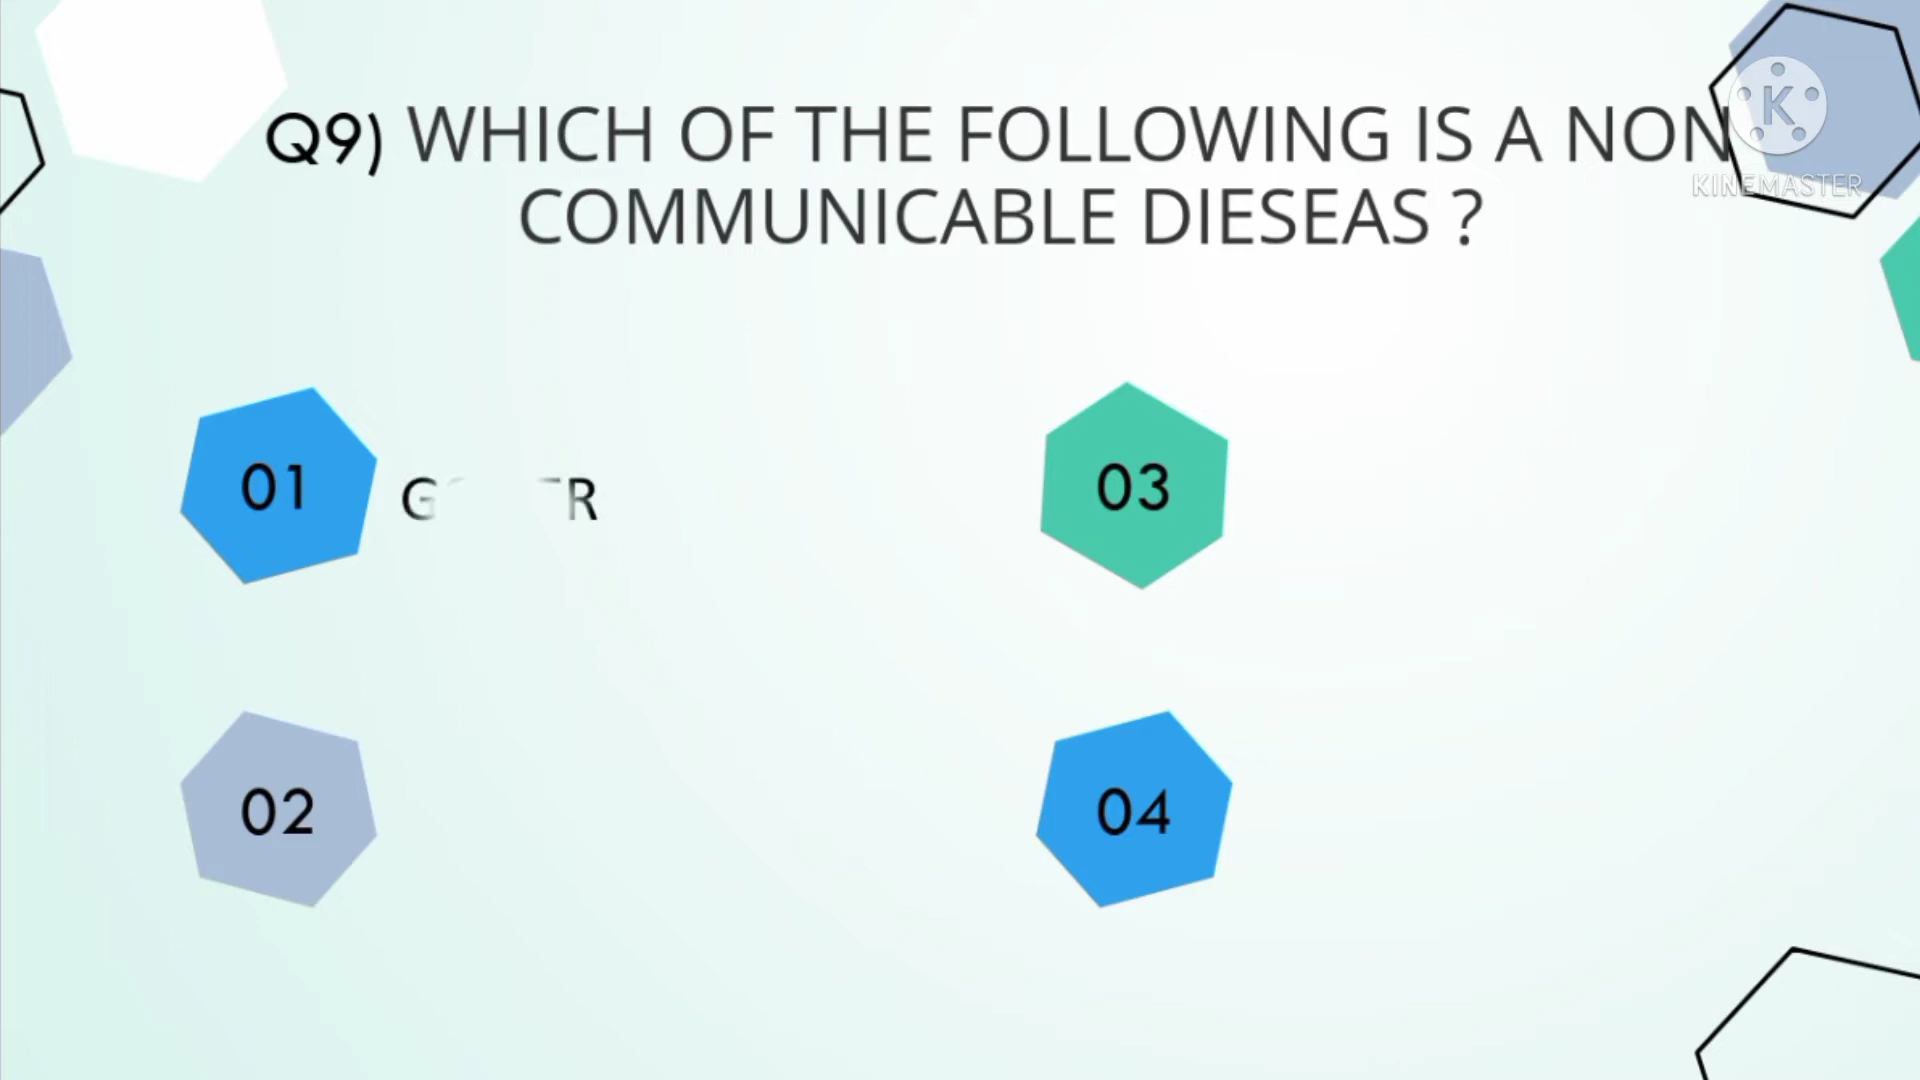 Q9) WHICH OF THE FOLLOWING IS A NON
COMMUNICABLE DIESEAS ?
K
KINEMASTER
01
03
02
04